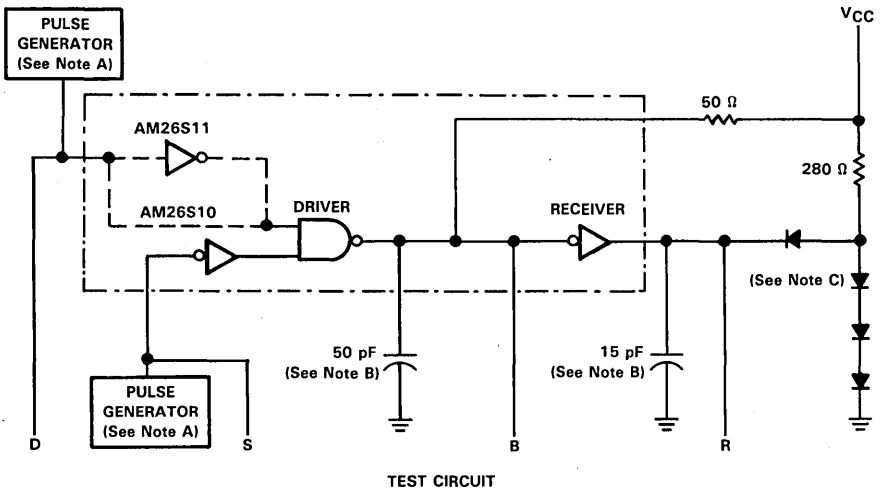 PULSE
GENERATOR
(See Note A)
VCC
50 Ω
AM26S11
280 Ω
AM26S10
DRIVER
RECEIVER
(See Note C)
50 pF
(See Note B)
15 pF
(See Note B)
PULSE
GENERATOR
(See Note A)
D
S
B
R
TEST CIRCUIT